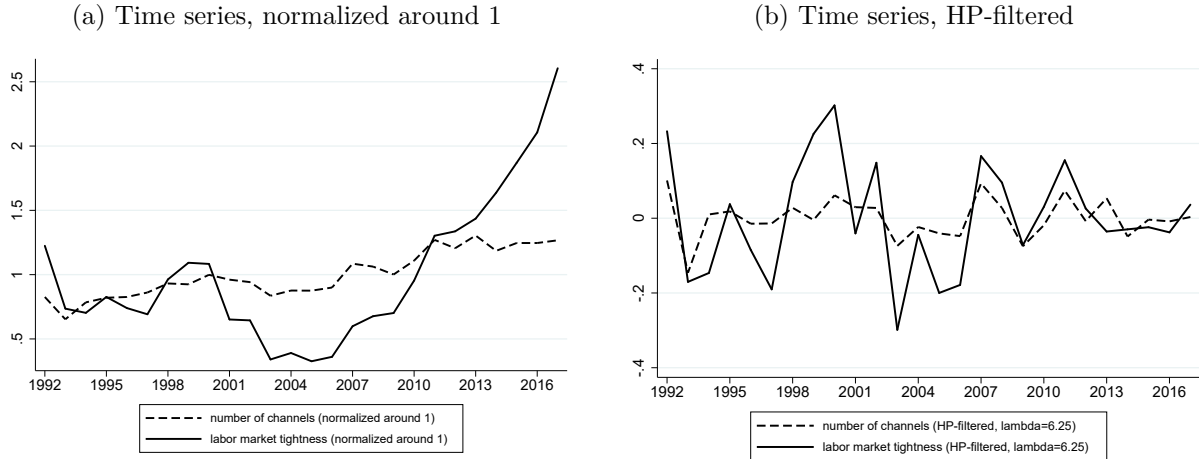 (a) Time series, normalized around 1
2.5
2
1.5
1
.5
1992 1995 1998 2001 2004 2007 2010 2013 2016
number of channels (normalized around 1)
labor market tightness (normalized around 1)
(b) Time series, HP-filtered
.4
.2
0
-.2
-.4
1992 1995 1998 2001 2004 2007 2010 2013 2016
number of channels (HP-filtered, lambda=6.25)
labor market tightness (HP-filtered, lambda=6.25)